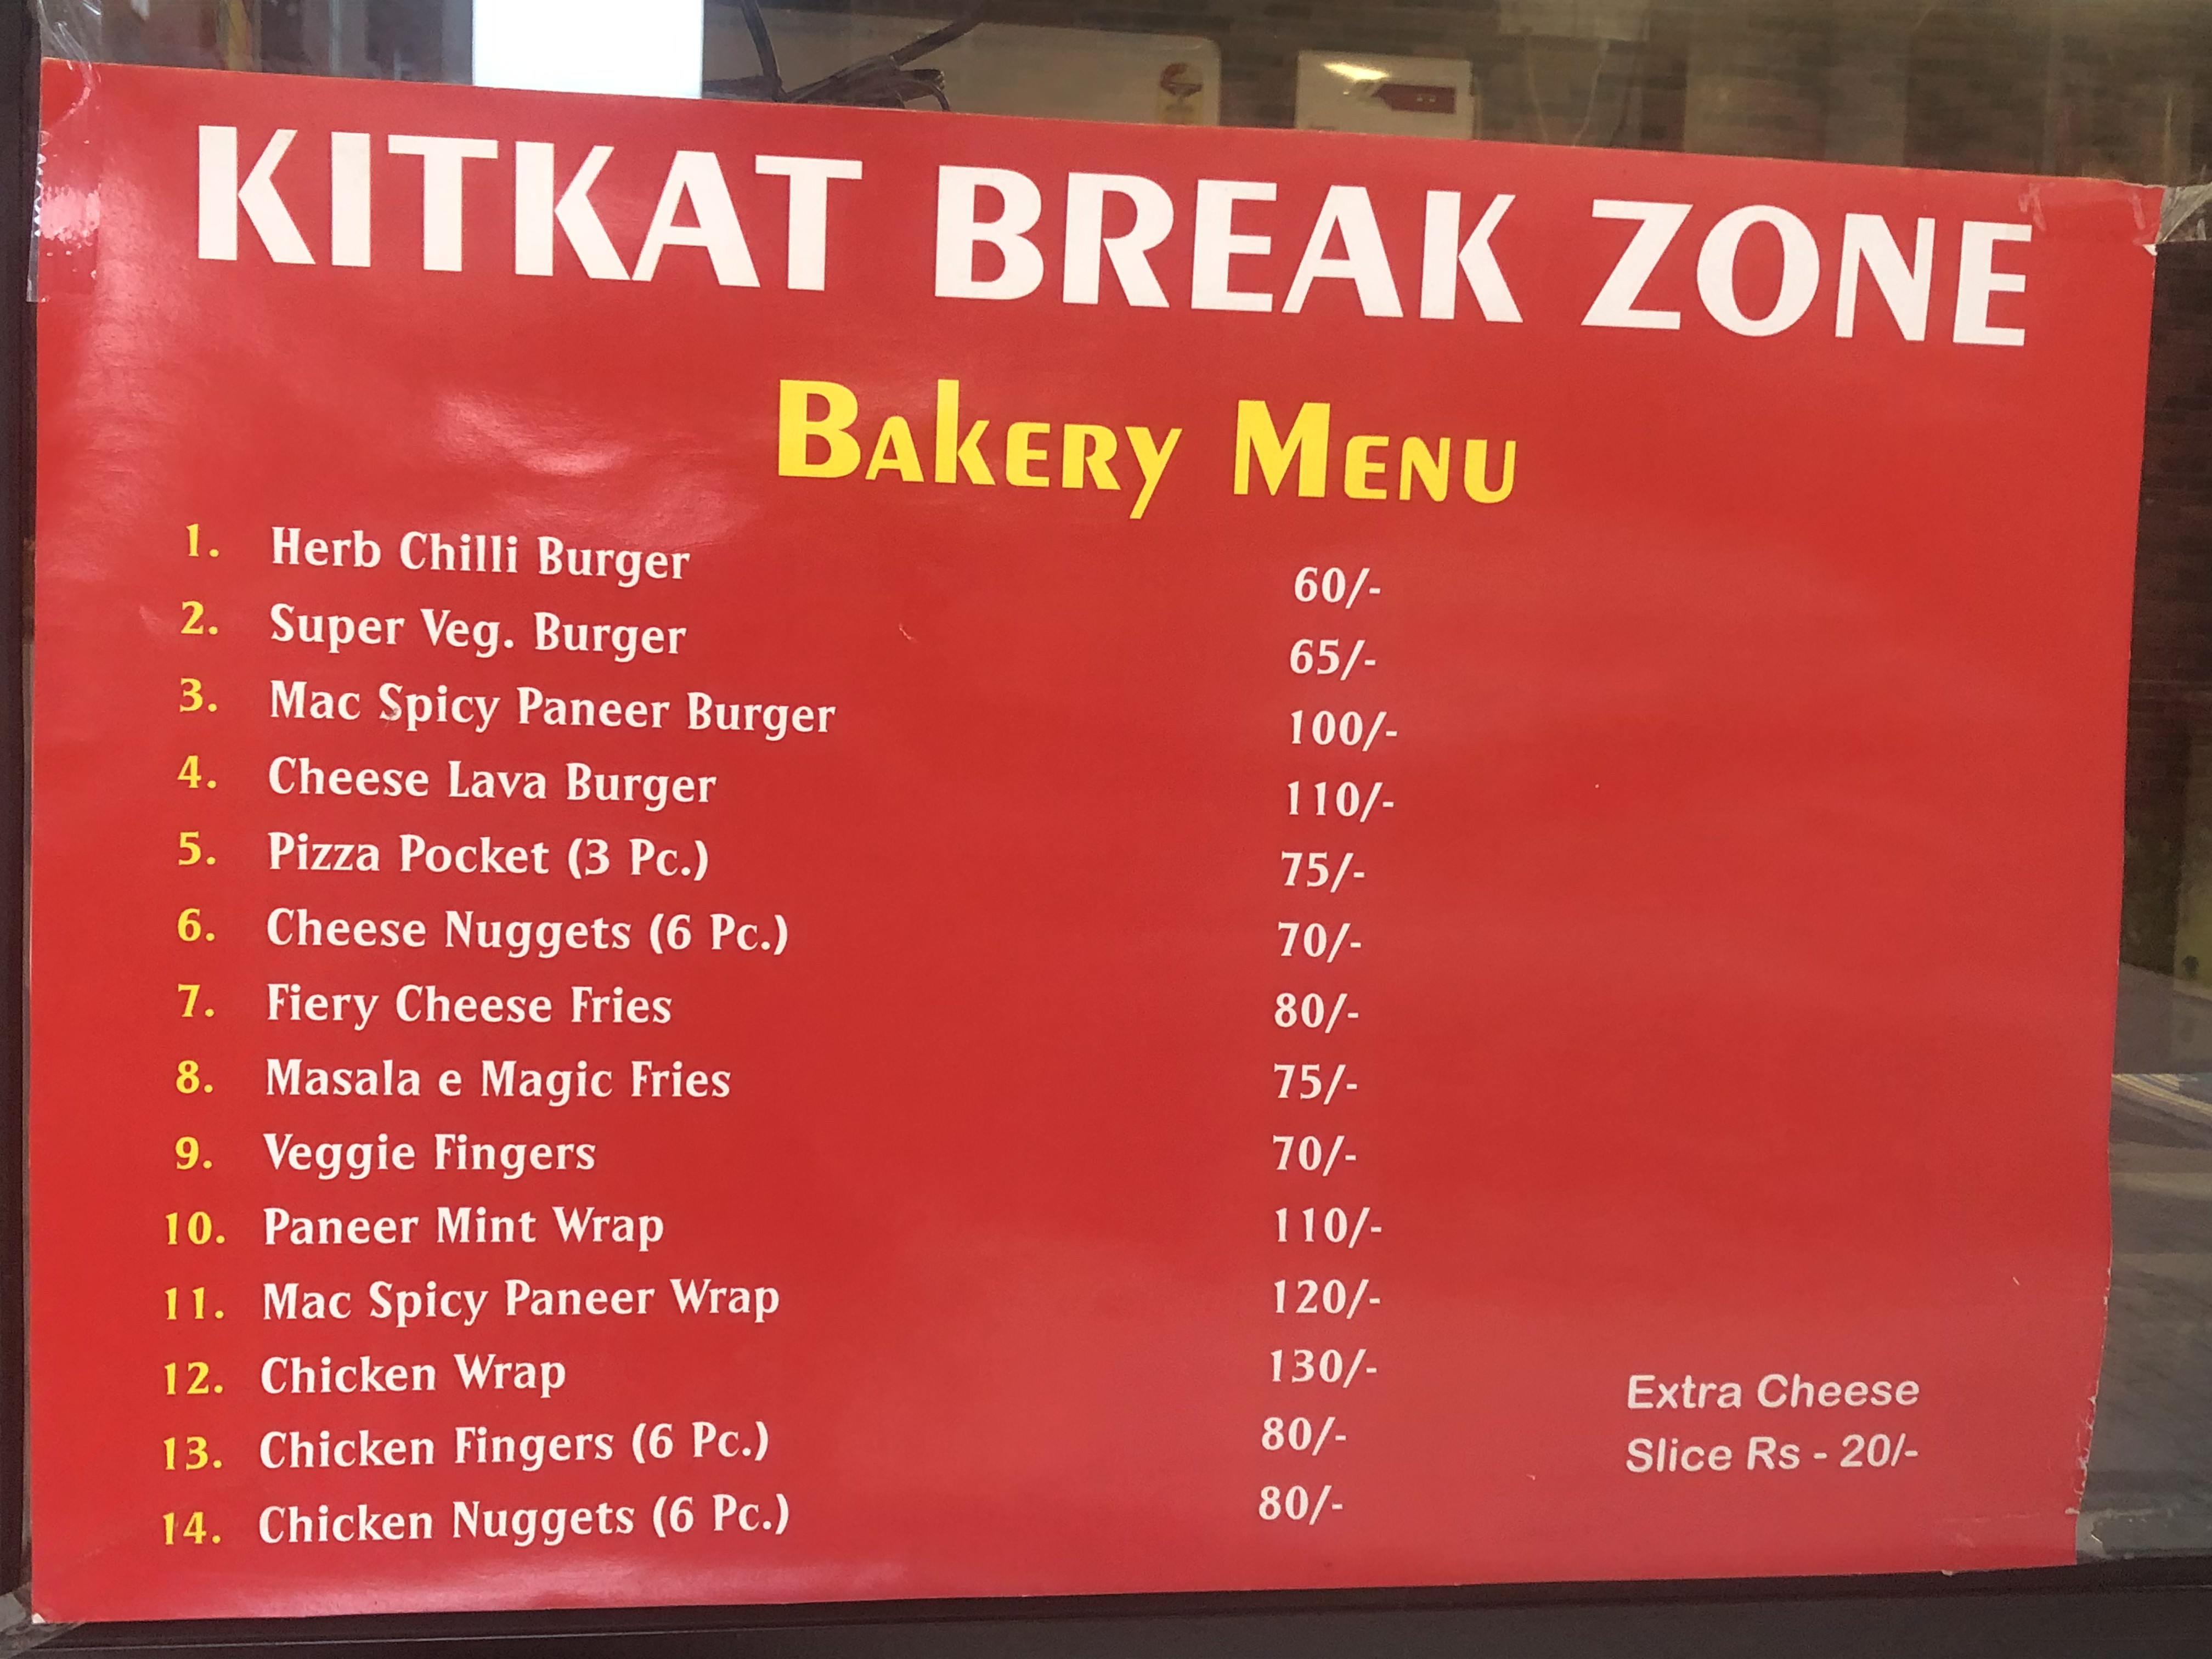 KITKAT BREAK ZONE
Bakery Menu
1. Herb Chilli Burger 60/-
2. Super Veg. Burger 65/-
3. Mac Spicy Paneer Burger 100/-
4. Cheese Lava Burger 110/-
5. Pizza Pocket (3 Pc.) 75/-
6. Cheese Nuggets (6 Pc.) 70/-
7. Fiery Cheese Fries 80/-
8. Masala e Magic Fries 75/-
9. Veggie Fingers 70/-
10. Paneer Mint Wrap 110/-
11. Mac Spicy Paneer Wrap 120/-
12. Chicken Wrap 130/-
13. Chicken Fingers (6 Pc.) 80/-
14. Chicken Nuggets (6 Pc.) 80/-
Extra Cheese
Slice Rs - 20/-